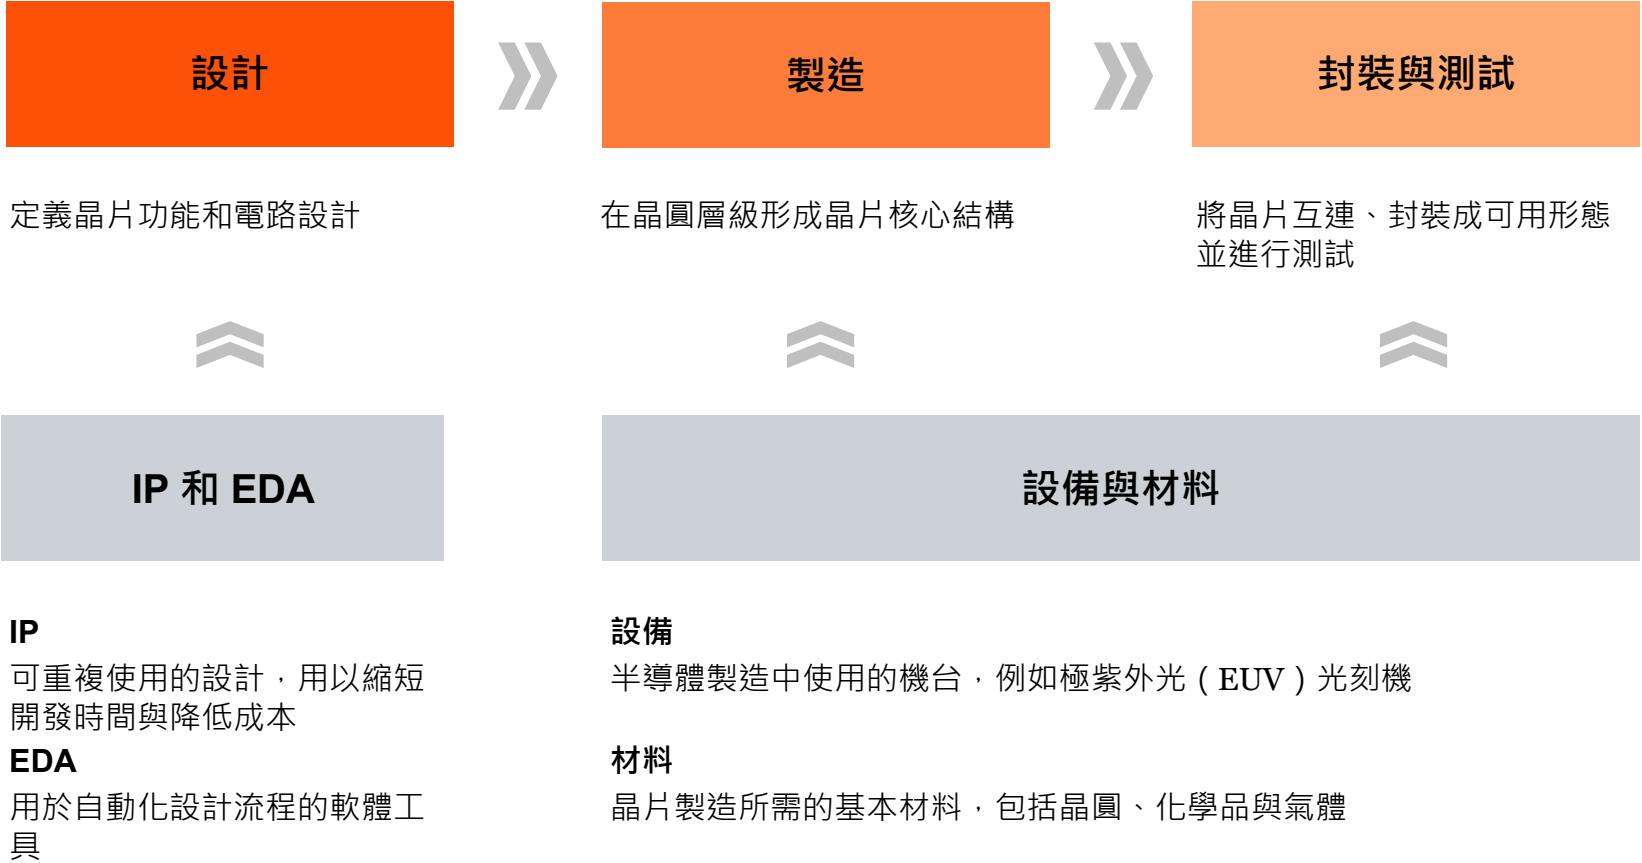 設計
製造
封裝與測試
定義晶片功能和電路設計
在晶圓層級形成晶片核心結構
將晶片互連、封裝成可用形態
並進行測試
IP 和 EDA
設備與材料
IP
可重複使用的設計，用以縮短
開發時間與降低成本
EDA
用於自動化設計流程的軟體工
具
設備
半導體製造中使用的機台，例如極紫外光（EUV）光刻機
材料
晶片製造所需的基本材料，包括晶圓、化學品與氣體